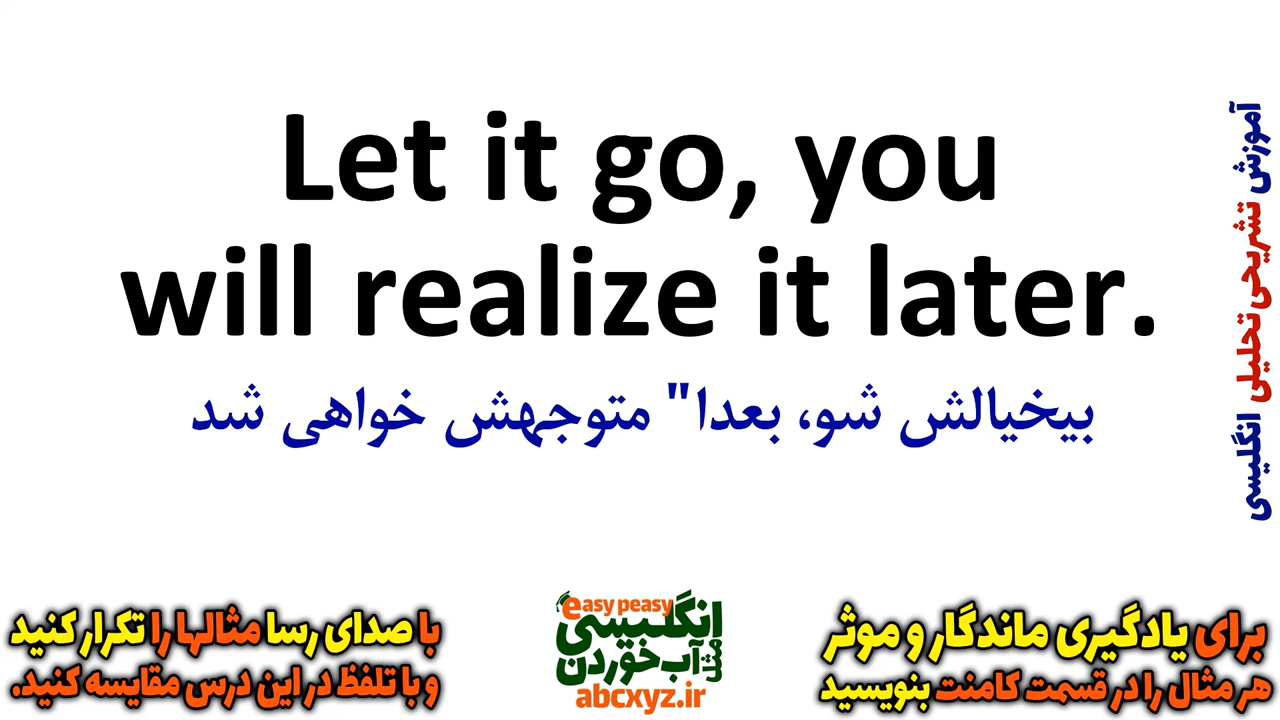 Let it go, you
will realize it later.
بیخیالش شو، بعدا" متوجهش خواهی شد
آموزش تشریحی تحلیلی انگلیسی
برای یادگیری ماندگار و موثر
هر مثال را در قسمت کامنت بنویسید
easy peasy
انگلیسی
مثل آب خوردن
abcxyz.ir
با صدای رسا مثالها را تکرار کنید
و با تلفظ در این درس مقایسه کنید.